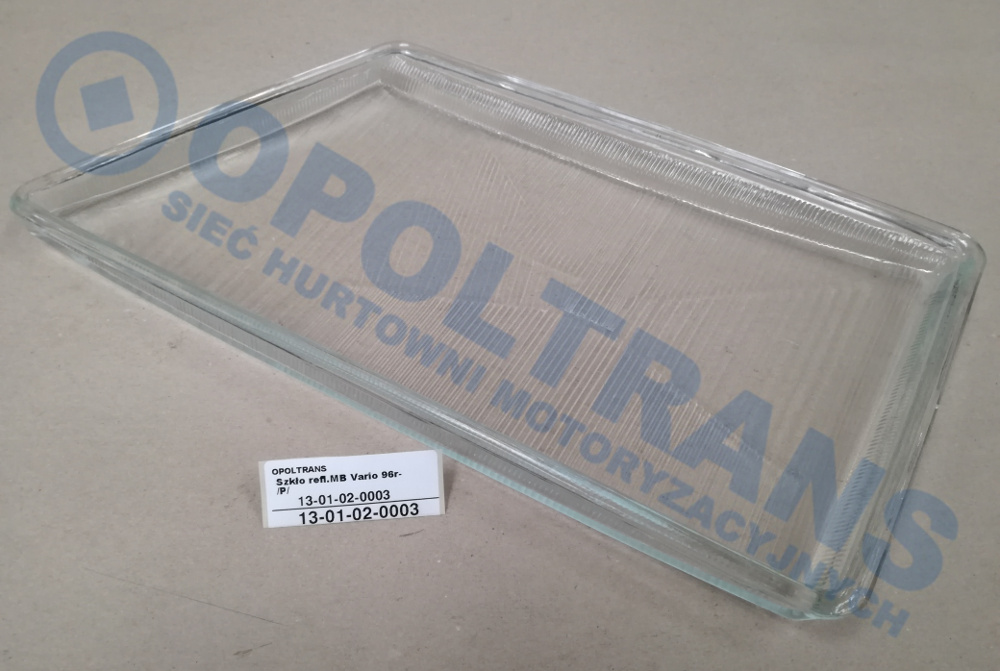 OPOLTRANS
SIEĆ HURTOWNI MOTORYZACYJNYCH
OPOLTRANS
Szkło refl.MB Vario 96r-
/P/
13-01-02-0003
13-01-02-0003